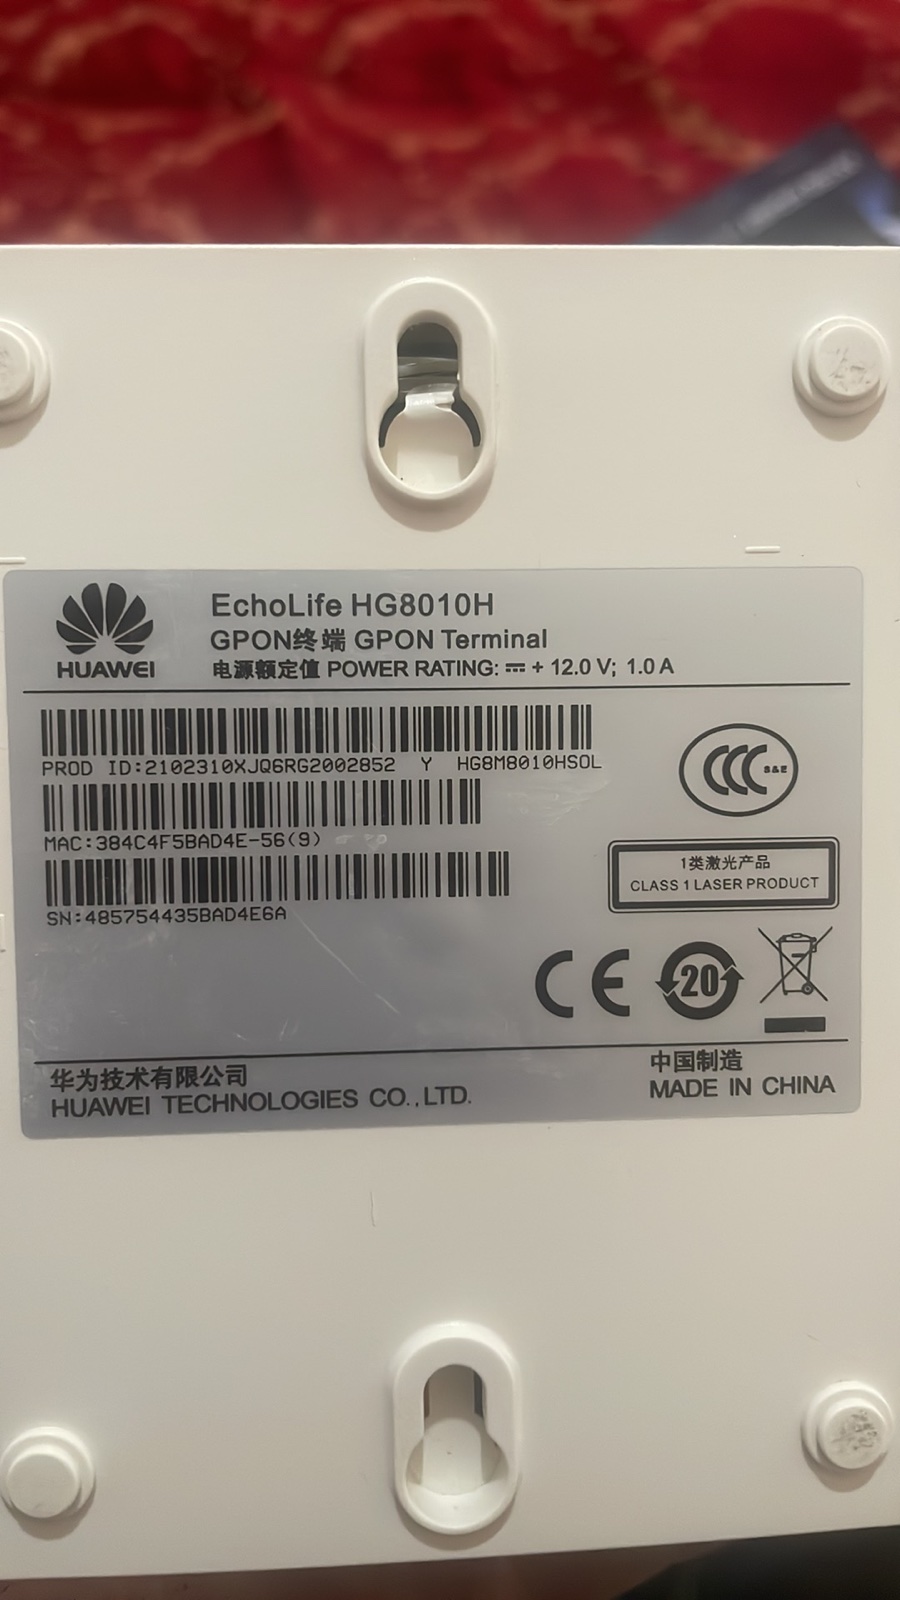 HUAWEI
EchoLife HG8010H
GPON终端 GPON Terminal
电源额定值 POWER RATING: ⎓ + 12.0 V; 1.0 A
PROD ID:2102310XJQ6RG2002852 Y HG8M8010HSOL
MAC:384C4F5BAD4E-56(9)
SN:485754435BAD4E6A
CCC S&E
1类激光产品
CLASS 1 LASER PRODUCT
CE
20
华为技术有限公司
HUAWEI TECHNOLOGIES CO.,LTD.
中国制造
MADE IN CHINA